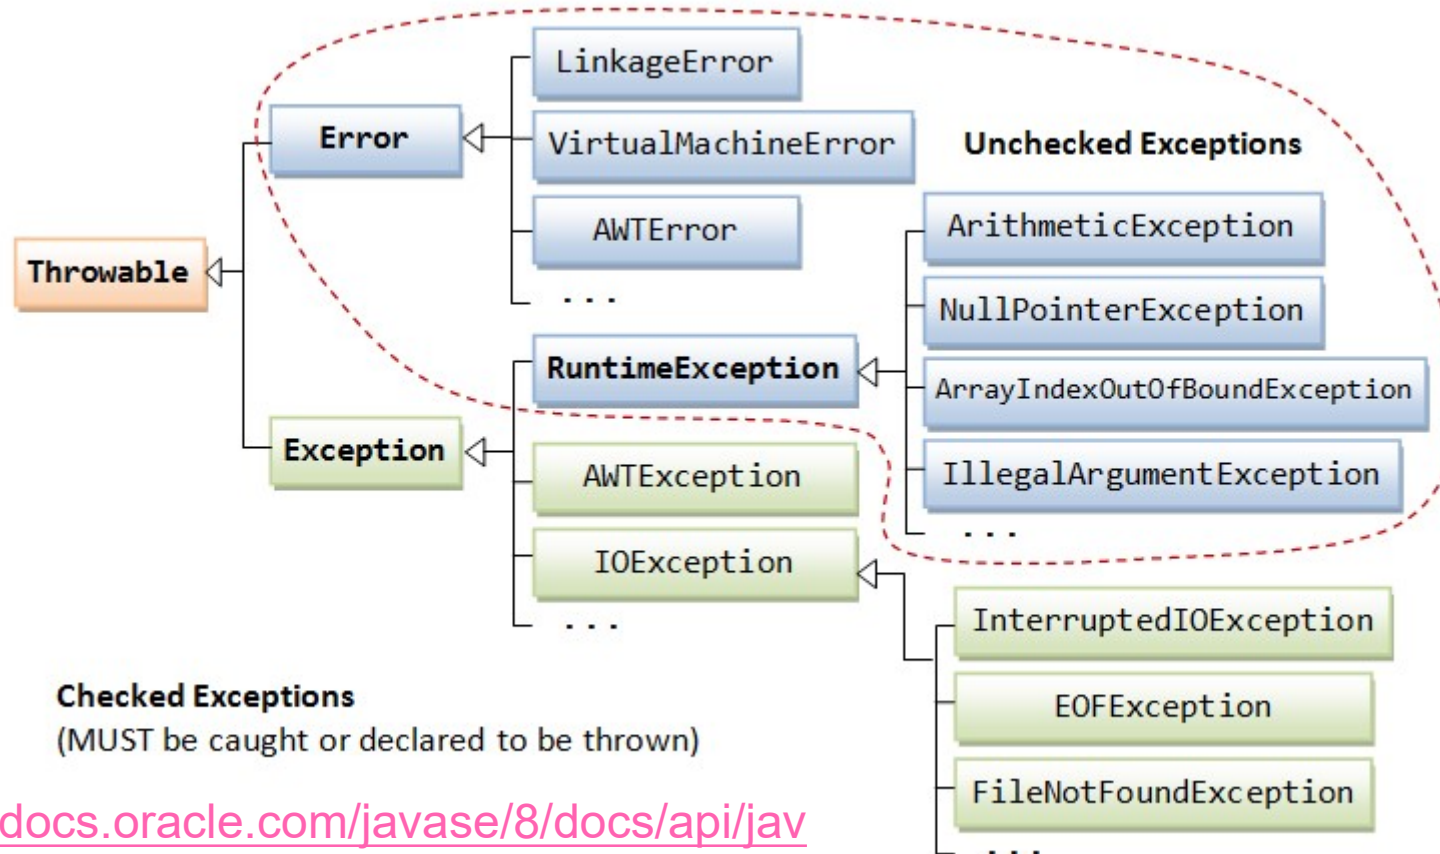 LinkageError
Error
VirtualMachineError
Unchecked Exceptions
AWTError
ArithmeticException
Throwable
...
NullPointerException
RuntimeException
ArrayIndexOutOfBoundException
Exception
AWTException
IllegalArgumentException
...
IOException
...
InterruptedIOException
Checked Exceptions
(MUST be caught or declared to be thrown)
EOFException
FileNotFoundException
docs.oracle.com/javase/8/docs/api/jav
...